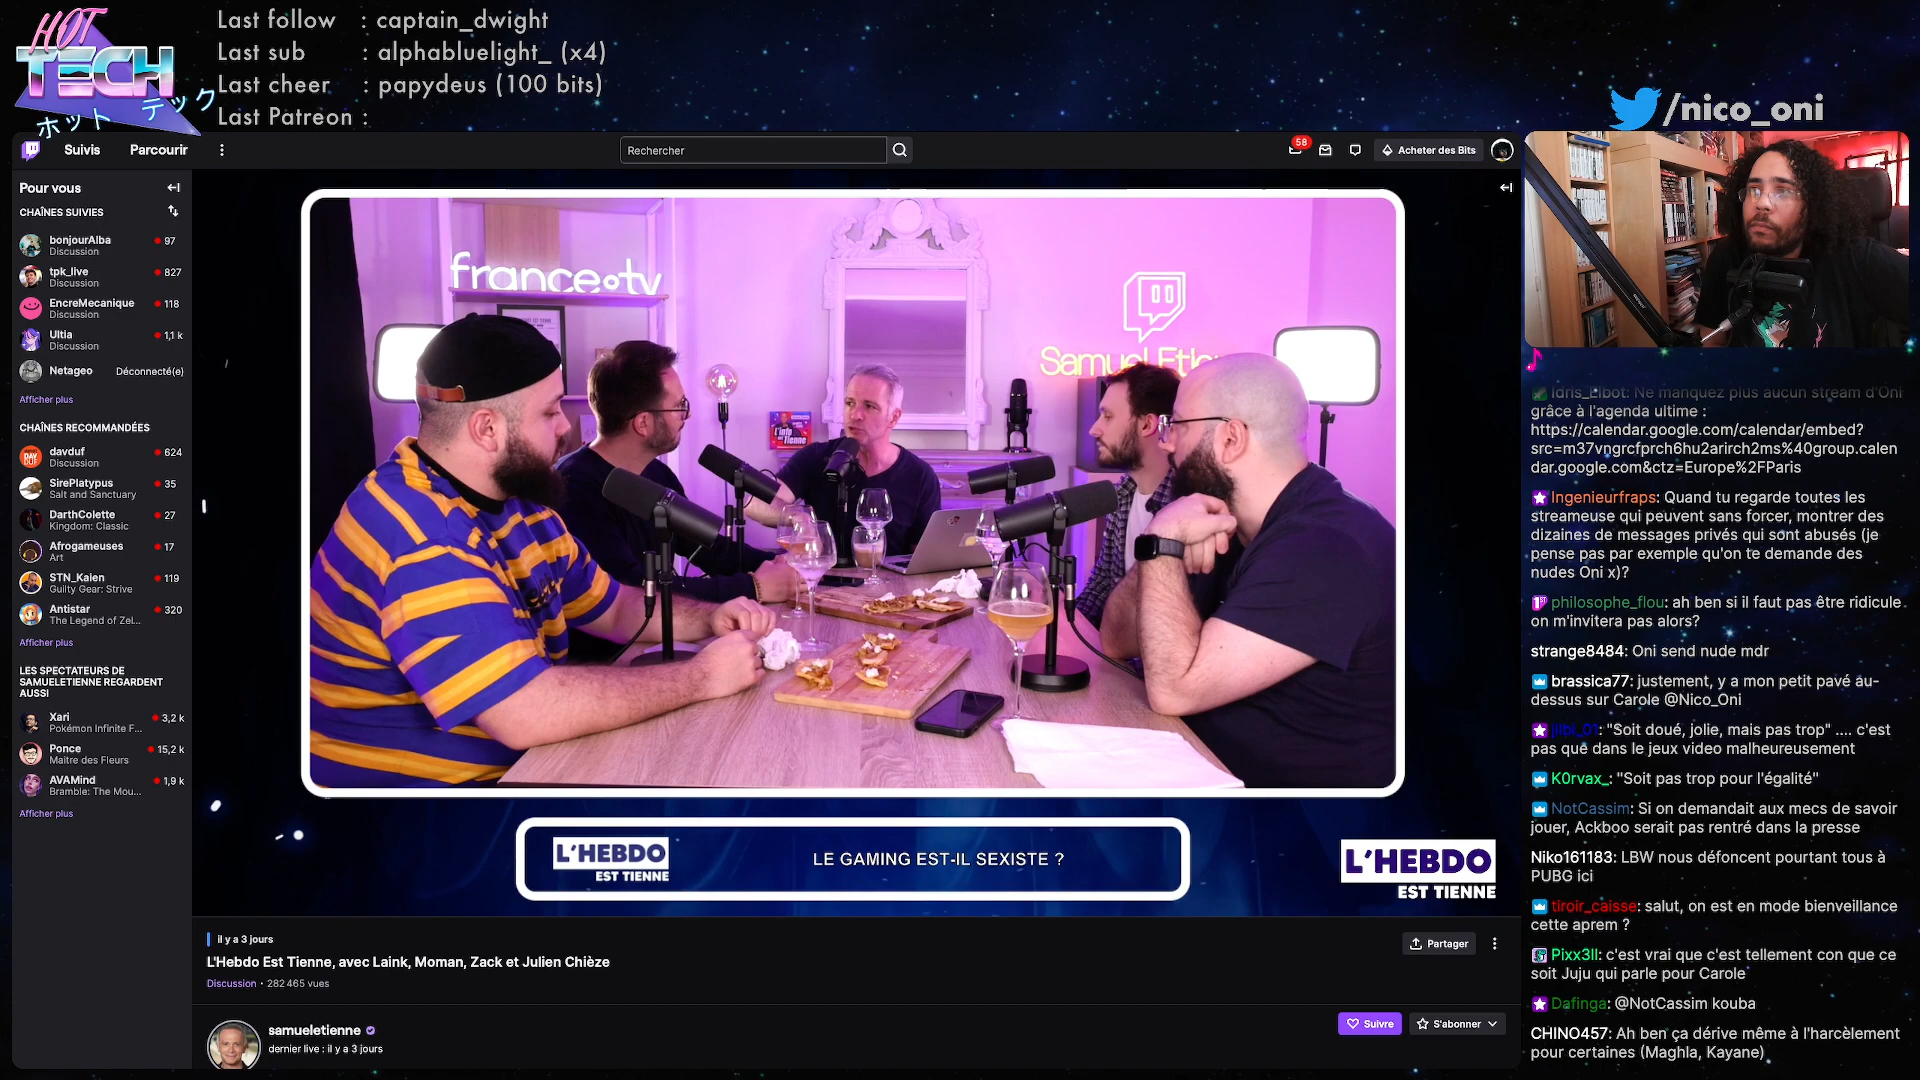 HOT
TECH
ホット テック
Last follow : captain_dwight
Last sub : alphabluelight_ (x4)
Last cheer : papydeus (100 bits)
Last Patreon :
/nico_oni
Suivis
Parcourir
Rechercher
58
Acheter des Bits
Pour vous
CHAÎNES SUIVIES
bonjourAlba 97
Discussion
tpk_live 827
Discussion
EncreMecanique 118
Discussion
Ultia 1,1 k
Discussion
Netageo Déconnecté(e)
Afficher plus
CHAÎNES RECOMMANDÉES
davduf 624
Discussion
SirePlatypus 35
Salt and Sanctuary
DarthColette 27
Kingdom: Classic
Afrogameuses 17
Art
STN_Kaien 119
Guilty Gear: Strive
Antistar 320
The Legend of Zel...
Afficher plus
LES SPECTATEURS DE
SAMUELETIENNE REGARDENT
AUSSI
Xari 3,2 k
Pokémon Infinite F...
Ponce 15,2 k
Maitre des Fleurs
AVAMind 1,9 k
Bramble: The Mou...
Afficher plus
france•tv
Samuel Etie
L'HEBDO
EST TIENNE
LE GAMING EST-IL SEXISTE ?
L'HEBDO
EST TIENNE
il y a 3 jours
L'Hebdo Est Tienne, avec Laink, Moman, Zack et Julien Chièze
Discussion • 282 465 vues
Partager
samueletienne
dernier live : il y a 3 jours
Suivre
S'abonner
Idris_Elbot: Ne manquez plus aucun stream d'Oni
grâce à l'agenda ultime :
https://calendar.google.com/calendar/embed?
src=m37vngrcfprch6hu2arirch2ms%40group.calen
dar.google.com&ctz=Europe%2FParis
Ingenieurfraps: Quand tu regarde toutes les
streameuse qui peuvent sans forcer, montrer des
dizaines de messages privés qui sont abusés (je
pense pas par exemple qu'on te demande des
nudes Oni x)?
philosophe_flou: ah ben si il faut pas être ridicule
on m'invitera pas alors?
strange8484: Oni send nude mdr
brassica77: justement, y a mon petit pavé au-
dessus sur Carole @Nico_Oni
jibi_01: "Soit doué, jolie, mais pas trop" .... c'est
pas que dans le jeux video malheureusement
K0rvax_: "Soit pas trop pour l'égalité"
NotCassim: Si on demandait aux mecs de savoir
jouer, Ackboo serait pas rentré dans la presse
Niko161183: LBW nous défoncent pourtant tous à
PUBG ici
tiroir_caisse: salut, on est en mode bienveillance
cette aprem ?
Pixx3ll: c'est vrai que c'est tellement con que ce
soit Juju qui parle pour Carole
Dafinga: @NotCassim kouba
CHINO457: Ah ben ça dérive même à l'harcèlement
pour certaines (Maghla, Kayane)